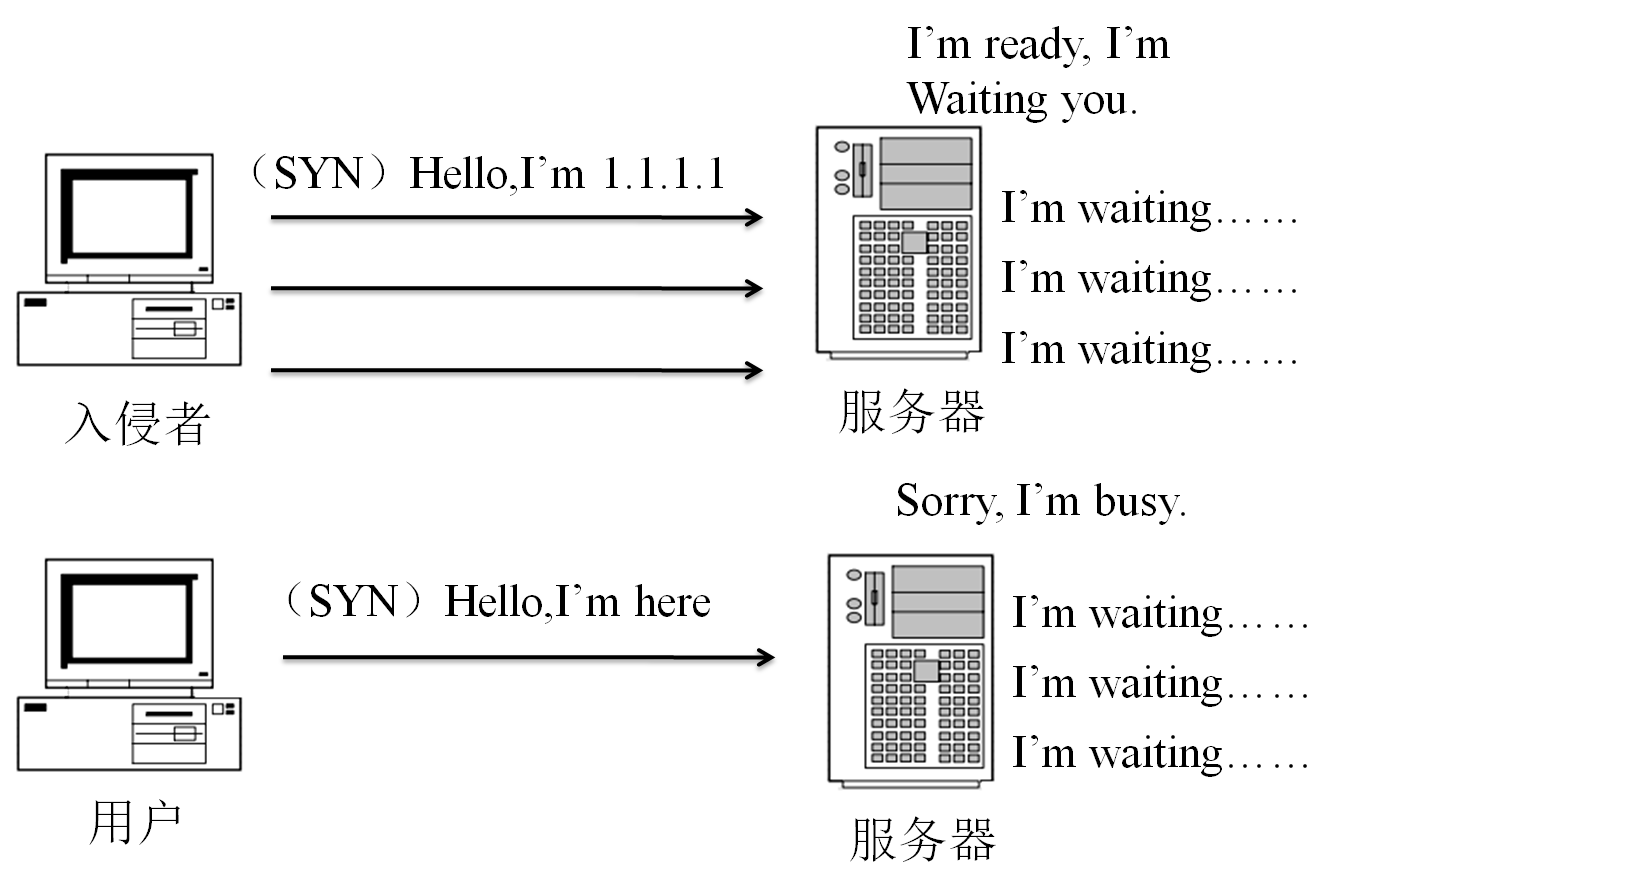 I’m ready, I’m
Waiting you.
（SYN）Hello,I’m 1.1.1.1
I’m waiting……
I’m waiting……
I’m waiting……
入侵者
服务器
Sorry, I’m busy.
（SYN）Hello,I’m here
I’m waiting……
I’m waiting……
I’m waiting……
用户
服务器